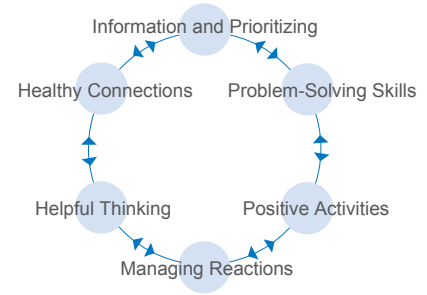 Information and Prioritizing
Healthy Connections
Problem-Solving Skills
Helpful Thinking
Positive Activities
Managing Reactions